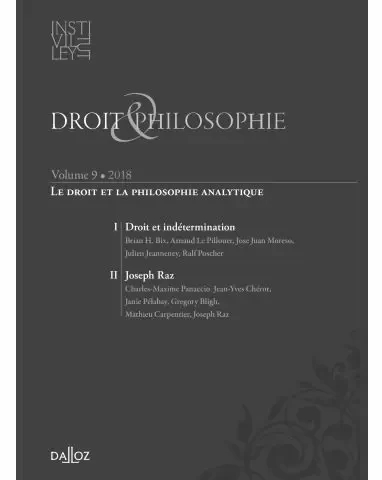 INSTI
VILTUT
LEY
DROIT & PHILOSOPHIE
Volume 9 • 2018
LE DROIT ET LA PHILOSOPHIE ANALYTIQUE
I Droit et indétermination
Brian H. Bix, Arnaud Le Pillouer, Jose Juan Moreso,
Julien Jeanneney, Ralf Poscher
II Joseph Raz
Charles-Maxime Panaccio Jean-Yves Chérot,
Janie Pélabay, Gregory Bligh,
Mathieu Carpentier, Joseph Raz
DALLOZ